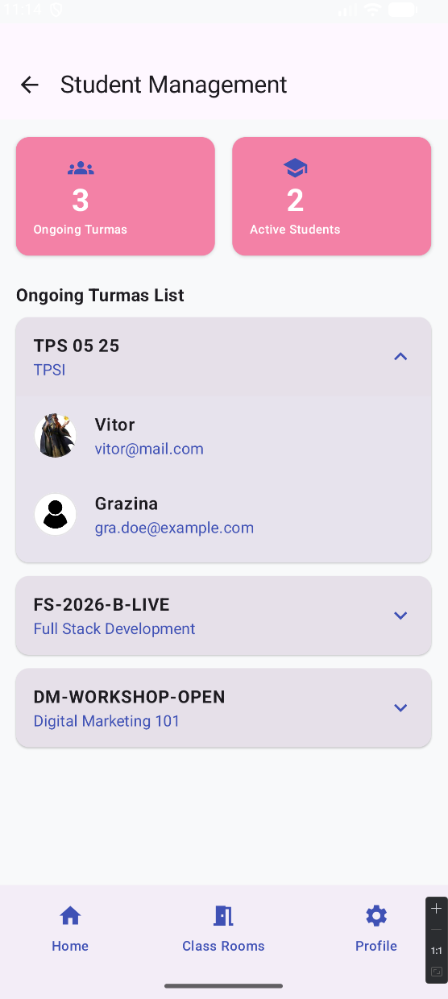 11:14
Student Management
3
Ongoing Turmas
2
Active Students
Ongoing Turmas List
TPS 05 25
TPSI
Vitor
vitor@mail.com
Grazina
gra.doe@example.com
FS-2026-B-LIVE
Full Stack Development
DM-WORKSHOP-OPEN
Digital Marketing 101
Home
Class Rooms
Profile
1:1